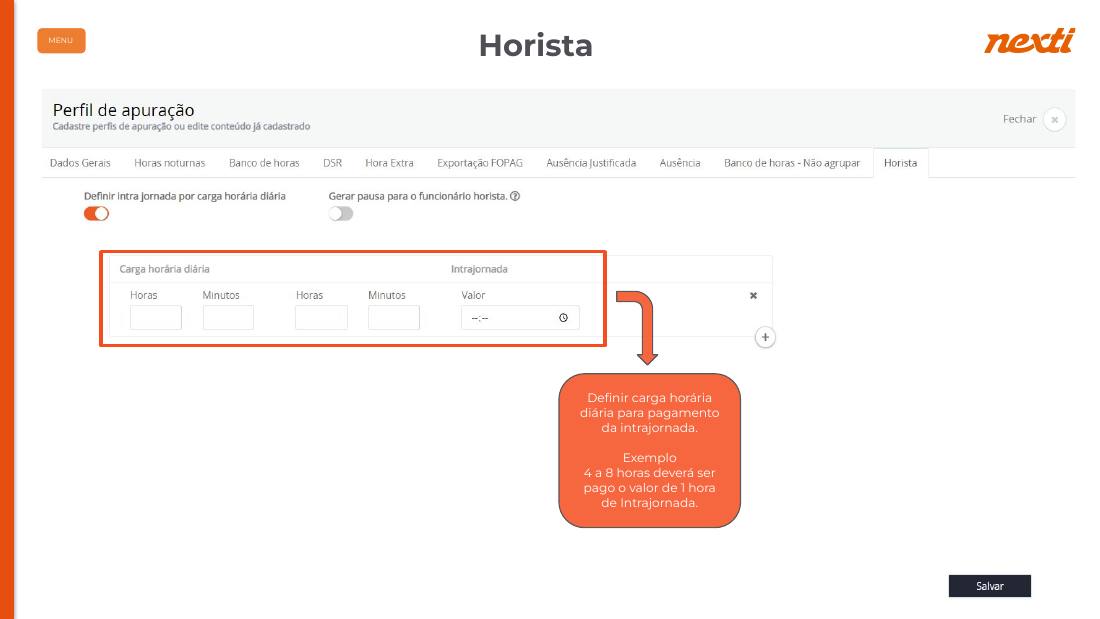 MENU
Horista
nexti
Perfil de apuração
Cadastre perfis de apuração ou edite conteúdo já cadastrado
Fechar
Dados Gerais Horas noturnas Banco de horas DSR Hora Extra Exportação FOPAG Ausência Justificada Ausência Banco de horas - Não agrupar Horista
Definir intra jornada por carga horária diária Gerar pausa para o funcionário horista.
Carga horária diária Intrajornada
Horas Minutos Horas Minutos Valor
--:--
Definir carga horária
diária para pagamento
da intrajornada.
Exemplo
4 a 8 horas deverá ser
pago o valor de 1 hora
de Intrajornada.
Salvar